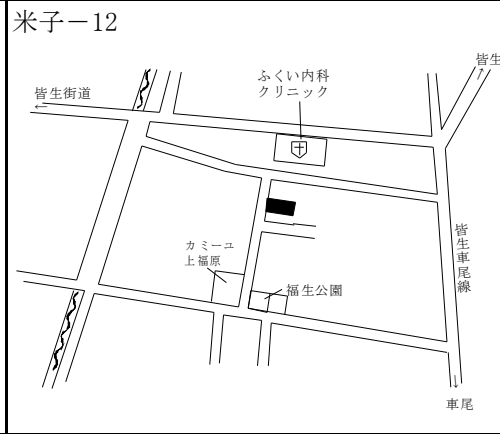 米子－12
皆生
ふくい内科
クリニック
皆生街道
←
→
皆生車尾線
カミーユ
上福原
福生公園
→
車尾